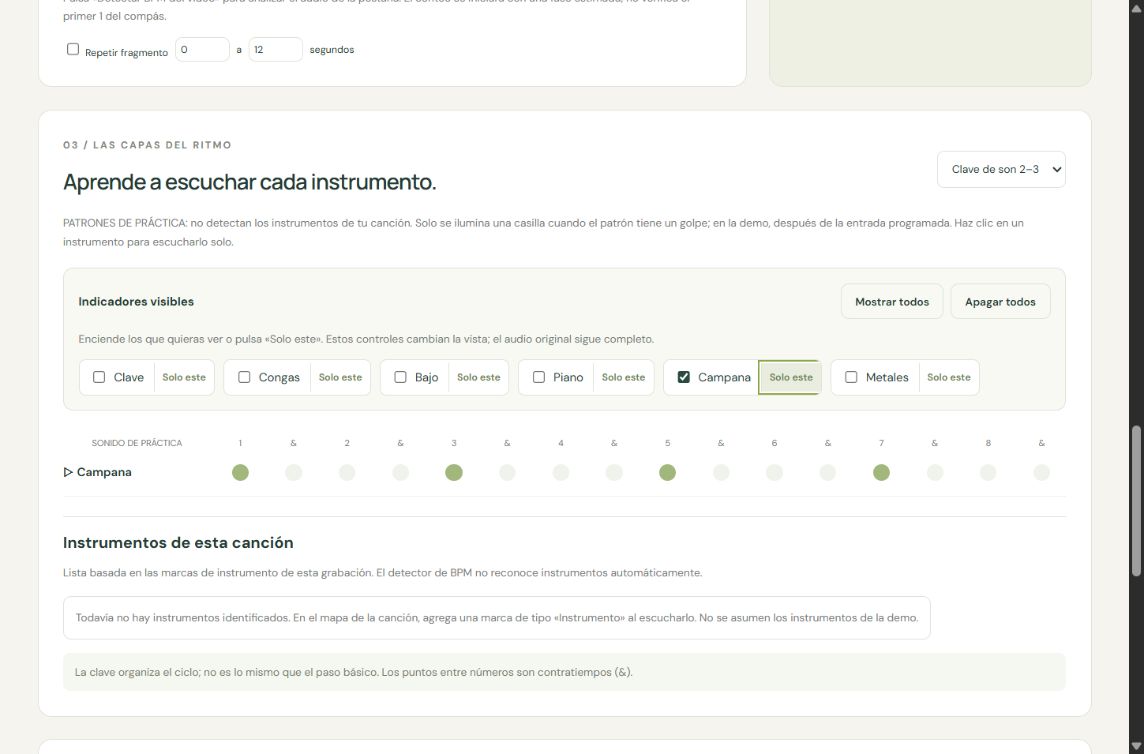 primer 1 del compás.
Repetir fragmento 0 a 12 segundos
03 / LAS CAPAS DEL RITMO
Aprende a escuchar cada instrumento.
Clave de son 2–3
PATRONES DE PRÁCTICA: no detectan los instrumentos de tu canción. Solo se ilumina una casilla cuando el patrón tiene un golpe; en la demo, después de la entrada programada. Haz clic en un
instrumento para escucharlo solo.
Indicadores visibles
Mostrar todos
Apagar todos
Enciende los que quieras ver o pulsa «Solo este». Estos controles cambian la vista; el audio original sigue completo.
Clave Solo este Congas Solo este Bajo Solo este Piano Solo este Campana Solo este Metales Solo este
SONIDO DE PRÁCTICA 1 & 2 & 3 & 4 & 5 & 6 & 7 & 8 &
Campana
Instrumentos de esta canción
Lista basada en las marcas de instrumento de esta grabación. El detector de BPM no reconoce instrumentos automáticamente.
Todavía no hay instrumentos identificados. En el mapa de la canción, agrega una marca de tipo «Instrumento» al escucharlo. No se asumen los instrumentos de la demo.
La clave organiza el ciclo; no es lo mismo que el paso básico. Los puntos entre números son contratiempos (&).